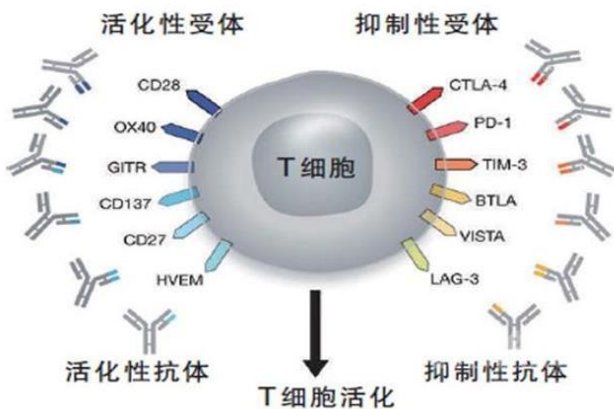 活化性受体
抑制性受体
CD28
OX40
GITR
CD137
CD27
HVEM
T细胞
CTLA-4
PD-1
TIM-3
BTLA
VISTA
LAG-3
活化性抗体
抑制性抗体
T细胞活化